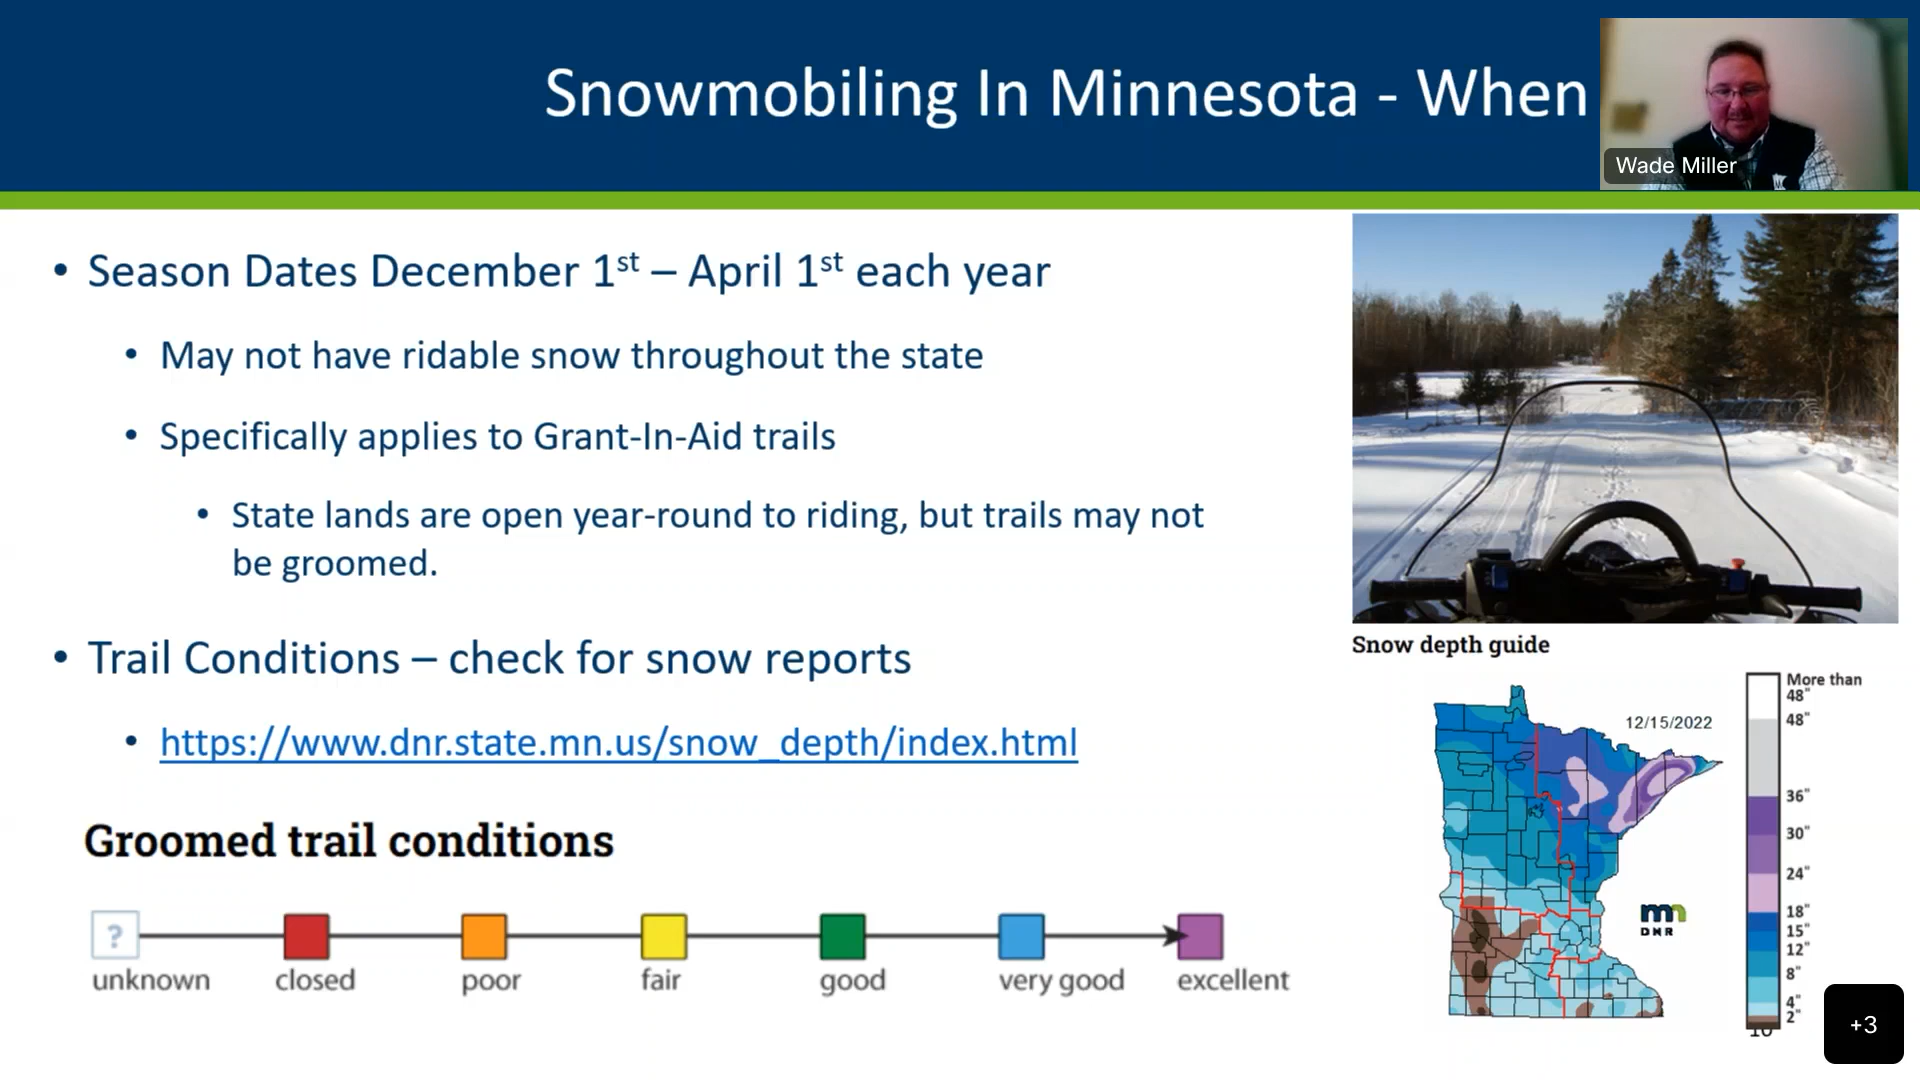 Snowmobiling In Minnesota - When
Wade Miller
• Season Dates December 1st – April 1st each year
• May not have ridable snow throughout the state
• Specifically applies to Grant-In-Aid trails
• State lands are open year-round to riding, but trails may not
be groomed.
• Trail Conditions – check for snow reports
• https://www.dnr.state.mn.us/snow_depth/index.html
Groomed trail conditions
?
unknown closed poor fair good very good excellent
Snow depth guide
12/15/2022
More than
48"
48"
36"
30"
24"
18"
15"
12"
8"
4"
2"
mn
DNR
+3